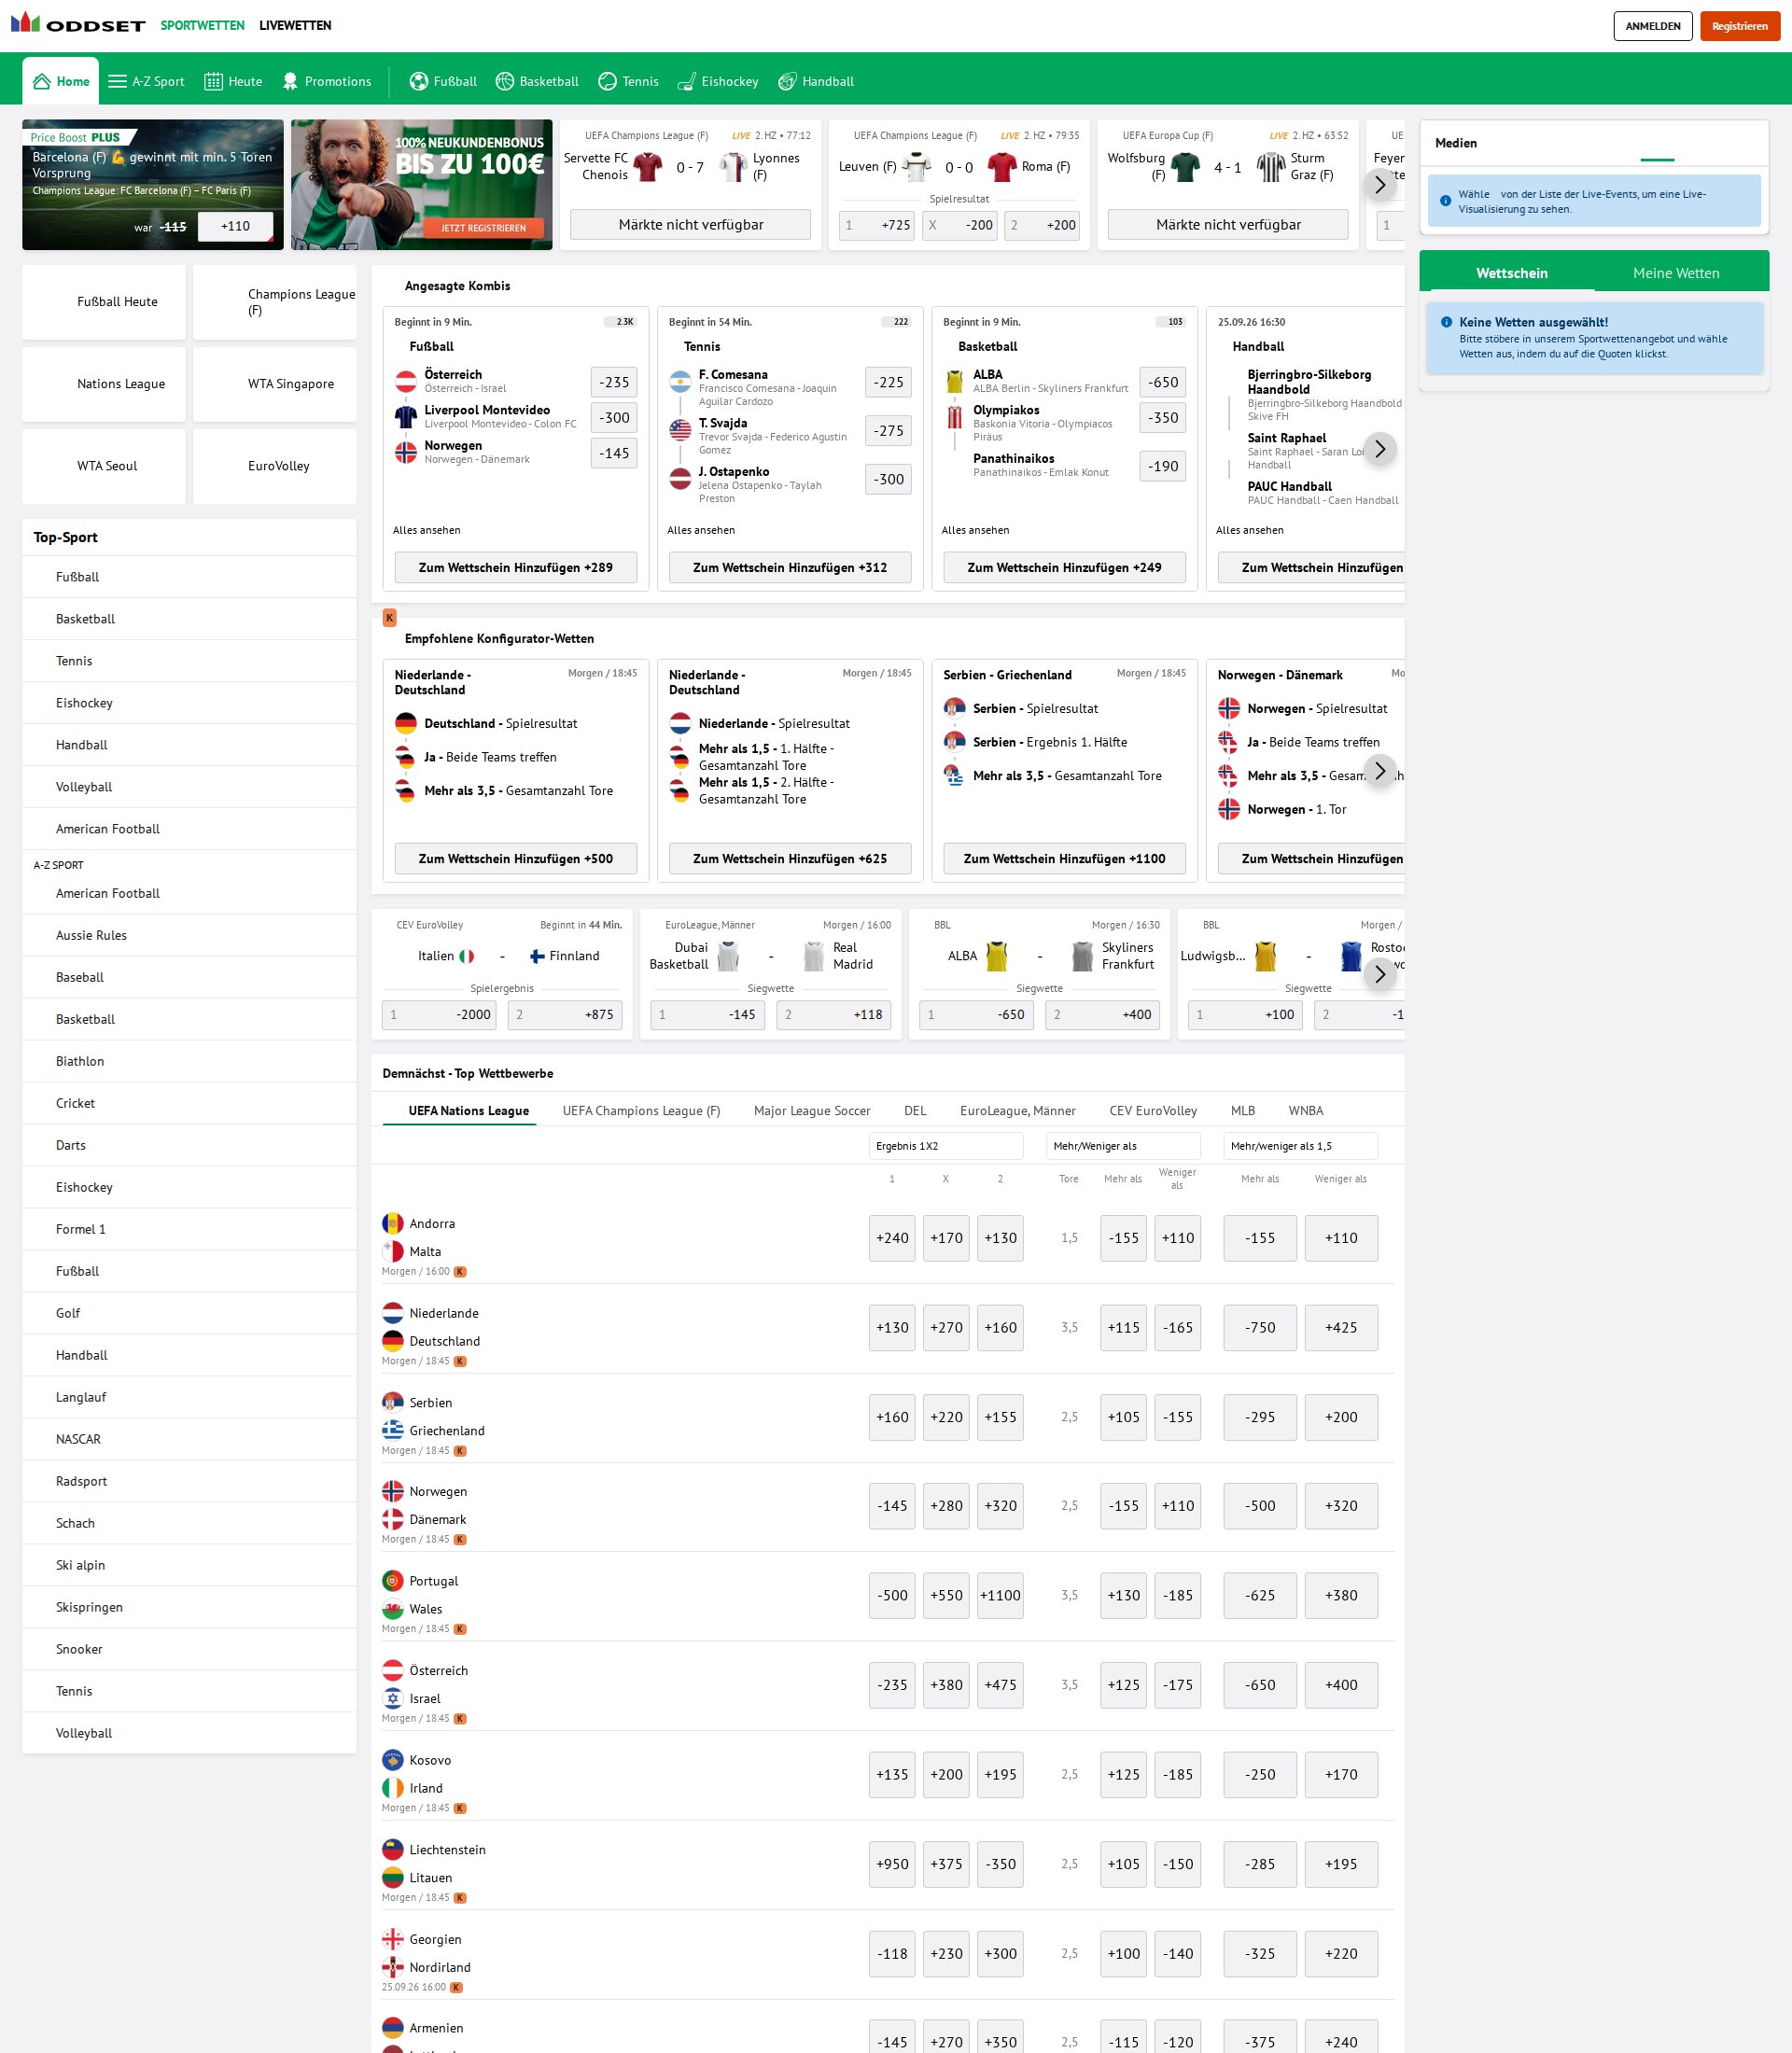 ODDSET SPORTWETTEN LIVEWETTEN ANMELDEN Registrieren
Home A-Z Sport Heute Promotions Fußball Basketball Tennis Eishockey Handball
Price Boost PLUS
Barcelona (F) 💪 gewinnt mit min. 5 Toren
Vorsprung
Champions League: FC Barcelona (F) – FC Paris (F)
war -115 +110
100% NEUKUNDENBONUS
BIS ZU 100€
JETZT REGISTRIEREN
UEFA Champions League (F) LIVE 2. HZ • 77:12
Servette FC
Chenois
0 - 7
Lyonnes
(F)
Märkte nicht verfügbar
UEFA Champions League (F) LIVE 2. HZ • 79:35
Leuven (F) 0 - 0 Roma (F)
Spielresultat
1 +725 X -200 2 +200
UEFA Europa Cup (F) LIVE 2. HZ • 63:52
Wolfsburg
(F)
4 - 1
Sturm
Graz (F)
Märkte nicht verfügbar
UE
Feyer
1
Medien
Wähle von der Liste der Live-Events, um eine Live-
Visualisierung zu sehen.
Wettschein Meine Wetten
Keine Wetten ausgewählt!
Bitte stöbere in unserem Sportwettenangebot und wähle
Wetten aus, indem du auf die Quoten klickst.
Fußball Heute
Champions League
(F)
Nations League
WTA Singapore
WTA Seoul
EuroVolley
Top-Sport
Fußball
Basketball
Tennis
Eishockey
Handball
Volleyball
American Football
A-Z SPORT
American Football
Aussie Rules
Baseball
Basketball
Biathlon
Cricket
Darts
Eishockey
Formel 1
Fußball
Golf
Handball
Langlauf
NASCAR
Radsport
Schach
Ski alpin
Skispringen
Snooker
Tennis
Volleyball
Angesagte Kombis
Beginnt in 9 Min. 2.3K
Fußball
Österreich
Österreich - Israel
-235
Liverpool Montevideo
Liverpool Montevideo - Colon FC
-300
Norwegen
Norwegen - Dänemark
-145
Alles ansehen
Zum Wettschein Hinzufügen +289
Beginnt in 54 Min. 222
Tennis
F. Comesana
Francisco Comesana - Joaquin
Aguilar Cardozo
-225
T. Svajda
Trevor Svajda - Federico Agustin
Gomez
-275
J. Ostapenko
Jelena Ostapenko - Taylah
Preston
-300
Alles ansehen
Zum Wettschein Hinzufügen +312
Beginnt in 9 Min. 103
Basketball
ALBA
ALBA Berlin - Skyliners Frankfurt
-650
Olympiakos
Baskonia Vitoria - Olympiacos
Piräus
-350
Panathinaikos
Panathinaikos - Emlak Konut
-190
Alles ansehen
Zum Wettschein Hinzufügen +249
25.09.26 16:30
Handball
Bjerringbro-Silkeborg
Haandbold
Bjerringbro-Silkeborg Haandbold -
Skive FH
Saint Raphael
Saint Raphael - Saran Loi
Handball
PAUC Handball
PAUC Handball - Caen Handball
Alles ansehen
Zum Wettschein Hinzufügen
K
Empfohlene Konfigurator-Wetten
Niederlande -
Deutschland
Morgen / 18:45
Deutschland - Spielresultat
Ja - Beide Teams treffen
Mehr als 3,5 - Gesamtanzahl Tore
Zum Wettschein Hinzufügen +500
Niederlande -
Deutschland
Morgen / 18:45
Niederlande - Spielresultat
Mehr als 1,5 - 1. Hälfte -
Gesamtanzahl Tore
Mehr als 1,5 - 2. Hälfte -
Gesamtanzahl Tore
Zum Wettschein Hinzufügen +625
Serbien - Griechenland Morgen / 18:45
Serbien - Spielresultat
Serbien - Ergebnis 1. Hälfte
Mehr als 3,5 - Gesamtanzahl Tore
Zum Wettschein Hinzufügen +1100
Norwegen - Dänemark Mo
Norwegen - Spielresultat
Ja - Beide Teams treffen
Mehr als 3,5 -
Norwegen - 1. Tor
Zum Wettschein Hinzufügen
CEV EuroVolley Beginnt in 44 Min.
Italien - Finnland
Spielergebnis
1 -2000 2 +875
EuroLeague, Männer Morgen / 16:00
Dubai
Basketball
-
Real
Madrid
Siegwette
1 -145 2 +118
BBL Morgen / 16:30
ALBA -
Skyliners
Frankfurt
Siegwette
1 -650 2 +400
BBL Morgen /
Ludwigsb... -
Siegwette
1 +100 2 -1
Demnächst - Top Wettbewerbe
UEFA Nations League UEFA Champions League (F) Major League Soccer DEL EuroLeague, Männer CEV EuroVolley MLB WNBA
Ergebnis 1X2 Mehr/Weniger als Mehr/weniger als 1,5
1 X 2 Tore Mehr als Weniger als Mehr als Weniger als
Andorra
Malta
Morgen / 16:00 K
+240 +170 +130 1,5 -155 +110 -155 +110
Niederlande
Deutschland
Morgen / 18:45 K
+130 +270 +160 3,5 +115 -165 -750 +425
Serbien
Griechenland
Morgen / 18:45 K
+160 +220 +155 2,5 +105 -155 -295 +200
Norwegen
Dänemark
Morgen / 18:45 K
-145 +280 +320 2,5 -155 +110 -500 +320
Portugal
Wales
Morgen / 18:45 K
-500 +550 +1100 3,5 +130 -185 -625 +380
Österreich
Israel
Morgen / 18:45 K
-235 +380 +475 3,5 +125 -175 -650 +400
Kosovo
Irland
Morgen / 18:45 K
+135 +200 +195 2,5 +125 -185 -250 +170
Liechtenstein
Litauen
Morgen / 18:45 K
+950 +375 -350 2,5 +105 -150 -285 +195
Georgien
Nordirland
25.09.26 16:00 K
-118 +230 +300 2,5 +100 -140 -325 +220
Armenien
-145 +270 +350 2,5 -115 -120 -375 +240